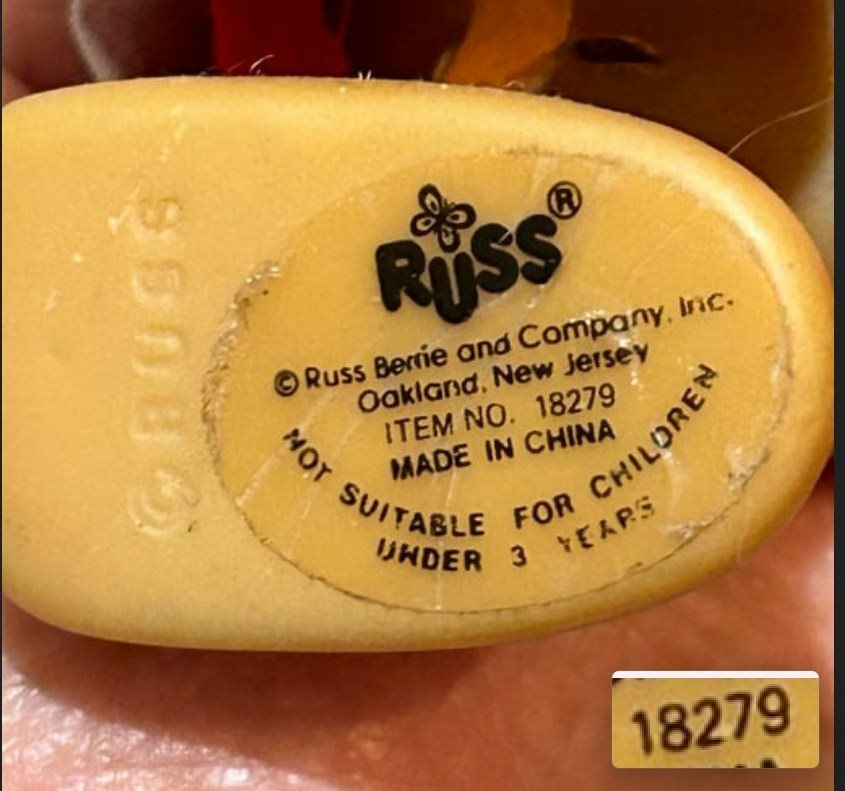 © RUSS
RUSS®
© Russ Berrie and Company, Inc.
Oakland, New Jersey
ITEM NO. 18279
MADE IN CHINA
NOT SUITABLE FOR CHILDREN
UNDER 3 YEARS
18279